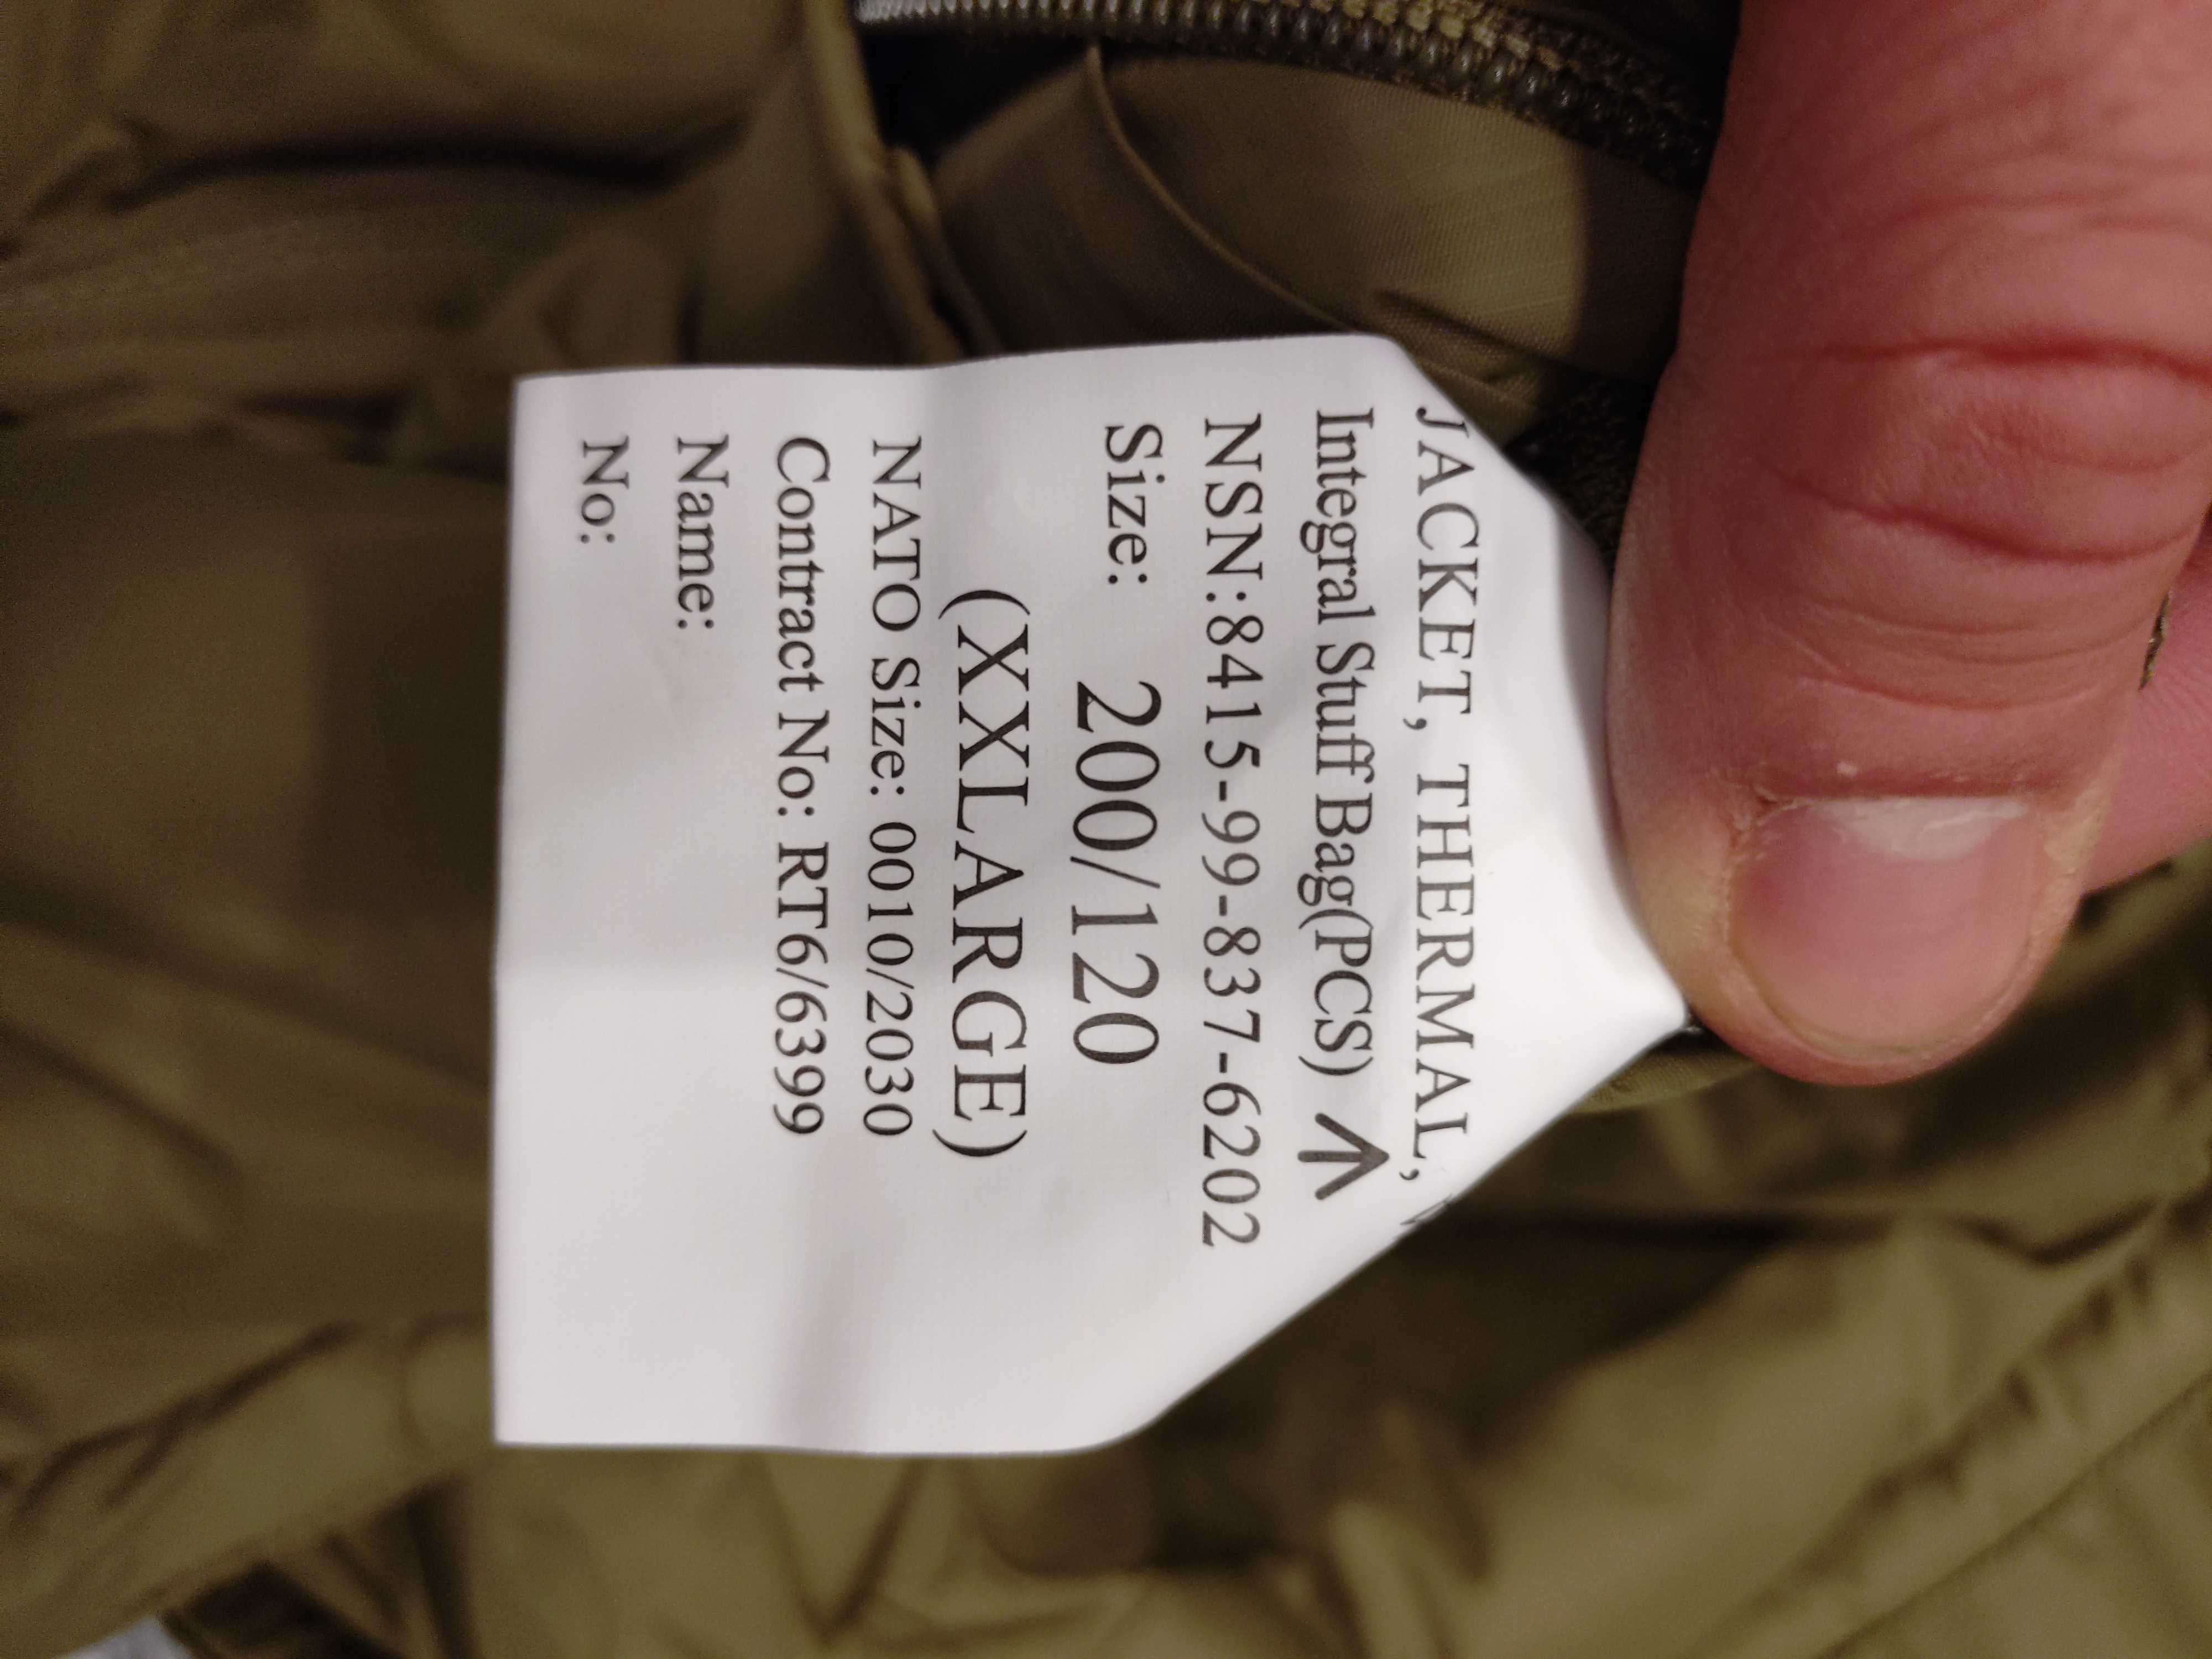 JACKET, THERMAL,
Integral Stuff Bag(PCS)
NSN:8415-99-837-6202
Size: 200/120
(XXLARGE)
NATO Size: 0010/2030
Contract No: RT6/6399
Name:
No: